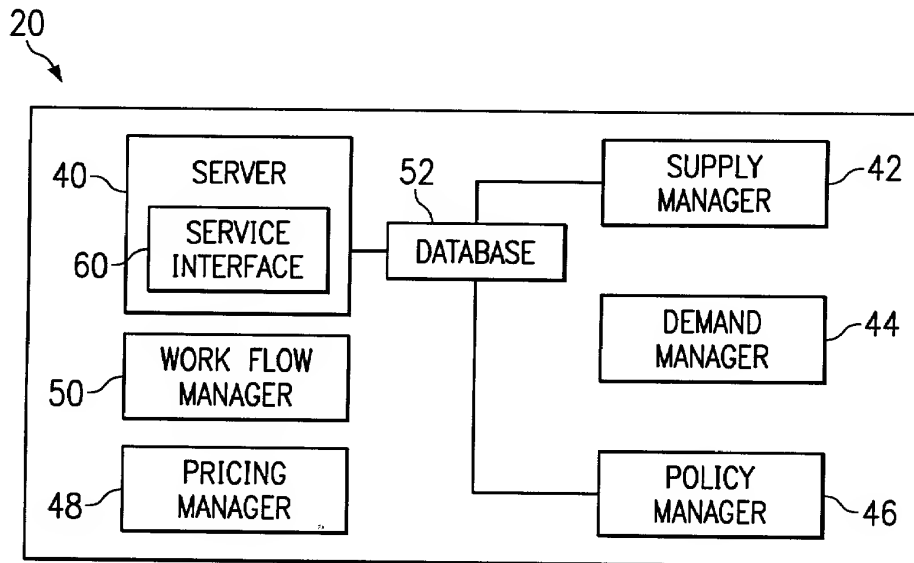 20
40
SERVER
60
SERVICE
INTERFACE
52
DATABASE
SUPPLY
MANAGER
42
50
WORK FLOW
MANAGER
DEMAND
MANAGER
44
48
PRICING
MANAGER
POLICY
MANAGER
46